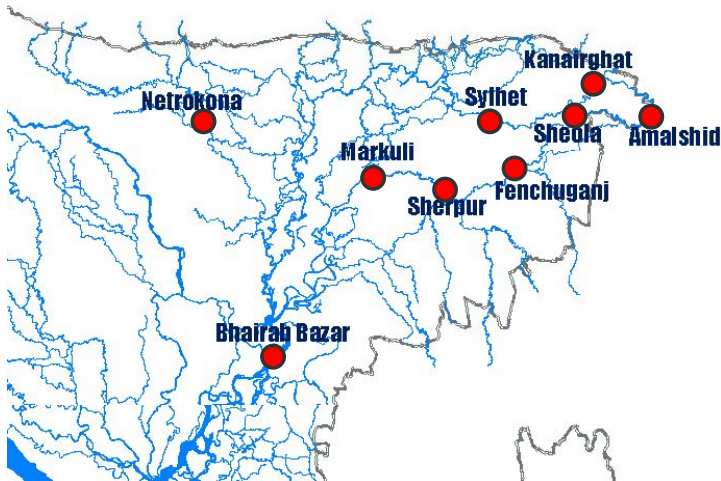 Kanairghat
Netrokona
Sylhet
Sheola
Amalshid
Markuli
Sherpur
Fenchuganj
Bhairab Bazar